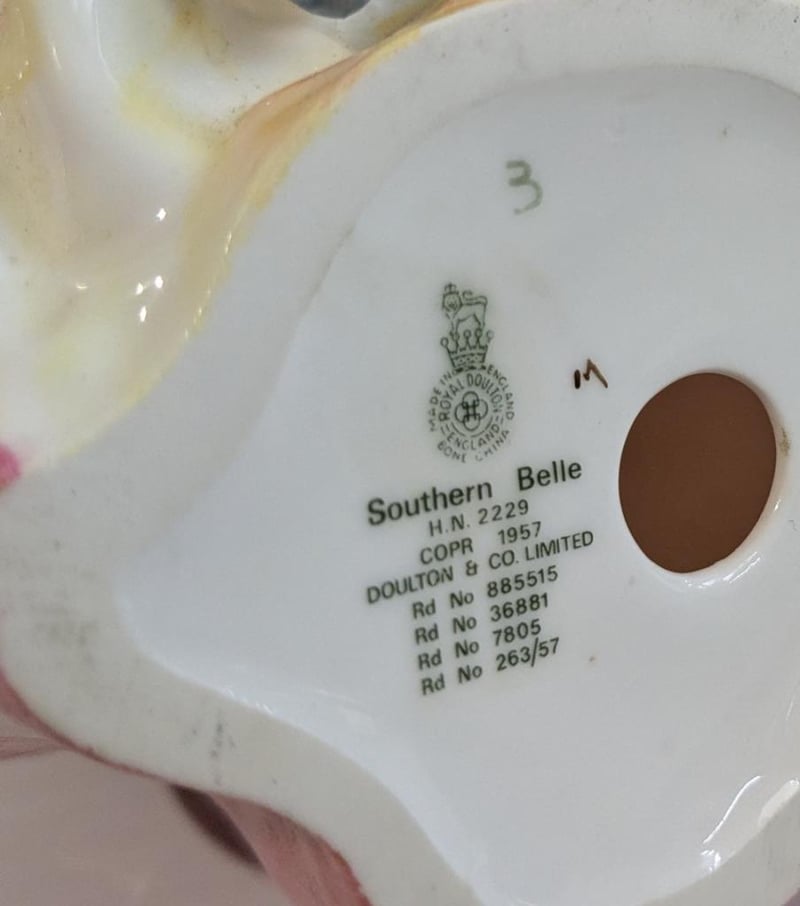 3
MADE IN ENGLAND
ROYAL DOULTON
ENGLAND
BONE CHINA
M
Southern Belle
H.N. 2229
COPR 1957
DOULTON & CO. LIMITED
Rd No 885515
Rd No 36881
Rd No 7805
Rd No 263/57